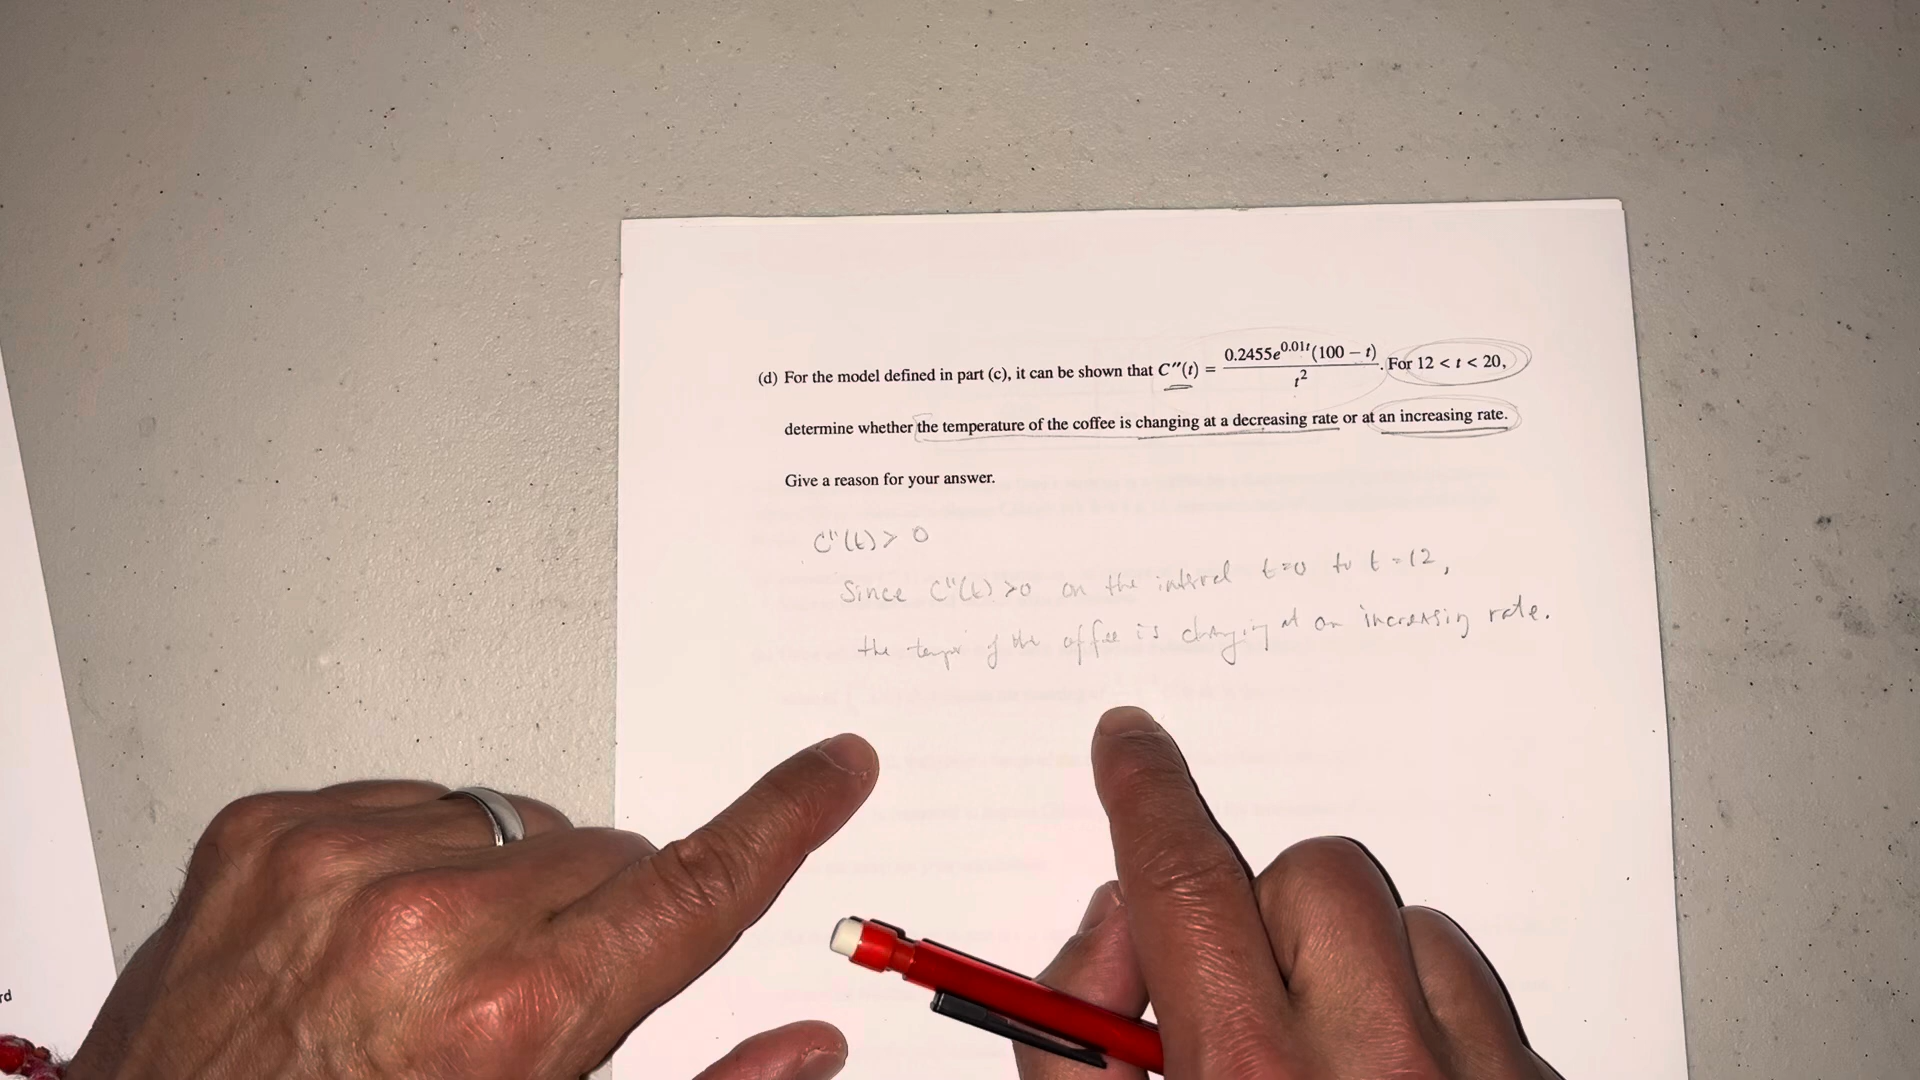 (d) For the model defined in part (c), it can be shown that C″(t) = 0.2455e^{0.01t}(100 − t) / t^2. For 12 < t < 20,
determine whether the temperature of the coffee is changing at a decreasing rate or at an increasing rate.
Give a reason for your answer.
C"(t) > 0
Since C"(t) >0 on the interval t=0 to t=12,
the temper of the coffee is changing at an increasing rate.
rd